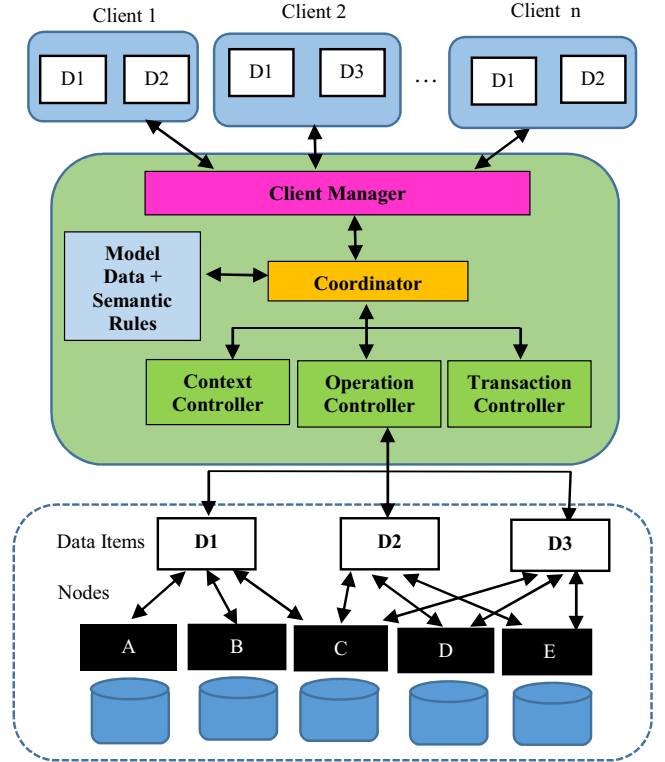 Client 1
Client 2
Client n
D1
D2
D1
D3
...
D1
D2
Client Manager
Model
Data +
Semantic
Rules
Coordinator
Context
Controller
Operation
Controller
Transaction
Controller
Data Items
D1
D2
D3
Nodes
A
B
C
D
E